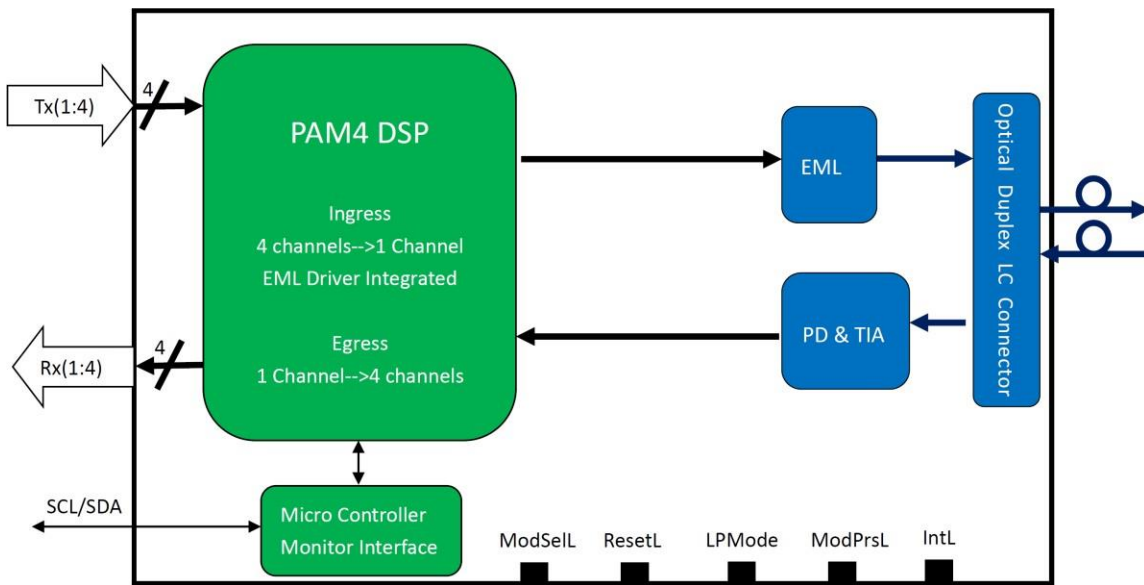 Tx(1:4)
4
PAM4 DSP
Ingress
4 channels-->1 Channel
EML Driver Integrated
Egress
1 Channel-->4 channels
EML
Optical Duplex LC Connector
PD & TIA
4
Rx(1:4)
SCL/SDA
Micro Controller
Monitor Interface
ModSelL
ResetL
LPMode
ModPrsL
IntL